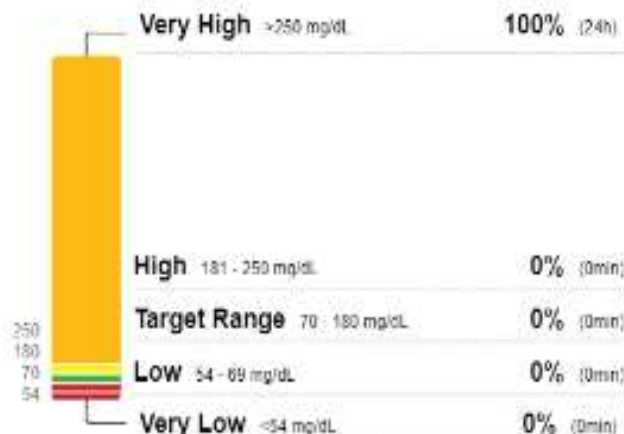 Very High >250 mg/dL 100% (24h)
High 181 - 250 mg/dL 0% (0min)
Target Range 70 - 180 mg/dL 0% (0min)
250
180
70
54
Low 54 - 69 mg/dL 0% (0min)
Very Low <54 mg/dL 0% (0min)